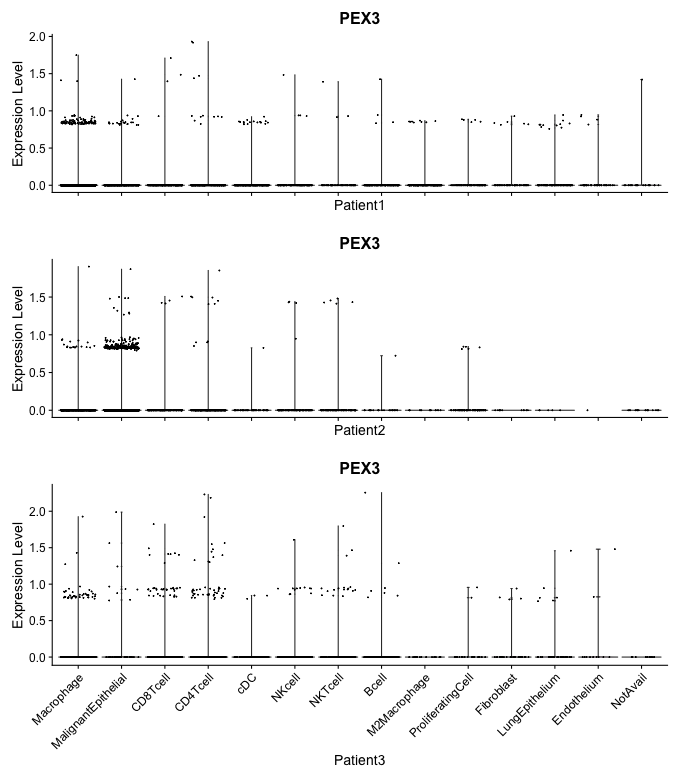 PEX3
Expression Level
2.0
1.5
1.0
0.5
0.0
Patient1
PEX3
Expression Level
1.5
1.0
0.5
0.0
Patient2
PEX3
Expression Level
2.0
1.5
1.0
0.5
0.0
Macrophage
MalignantEpithelial
CD8Tcell
CD4Tcell
cDC
NKcell
NKTcell
Bcell
M2Macrophage
ProliferatingCell
Fibroblast
LungEpithelium
Endothelium
NotAvail
Patient3